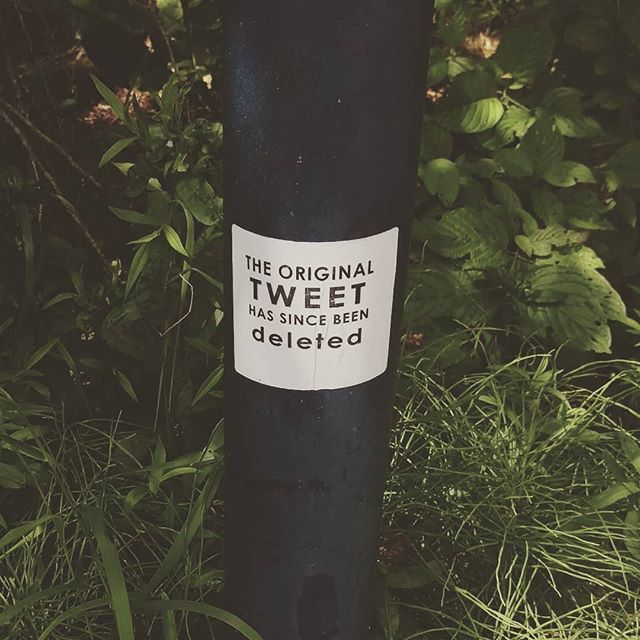 THE ORIGINAL
TWEET
HAS SINCE BEEN
deleted